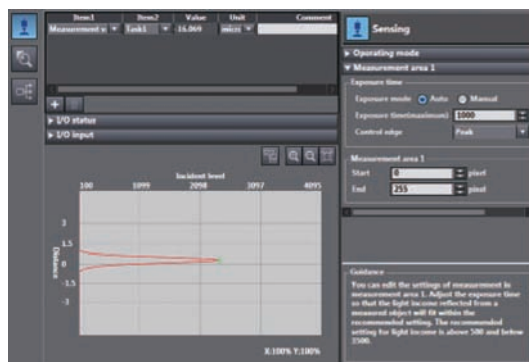 Item1 Item2 Value Unit Comment
Measurement v Task1 -16.069 micr
I/O status
I/O input
Incident level
100 1099 2098 3097 4095
Distance
3
1.5
0
-1.5
-3
X:100% Y:100%
Sensing
Operating mode
Measurement area 1
Exposure time
Exposure mode Auto Manual
Exposure time(maximum) 1000
Control edge Peak
Measurement area 1
Start 0 pixel
End 255 pixel
Guidance
You can edit the settings of measurement in
measurement area 1. Adjust the exposure time
so that the light income reflected from a
measured object will fit within the
recommended setting. The recommended
setting for light income is above 500 and below
3500.